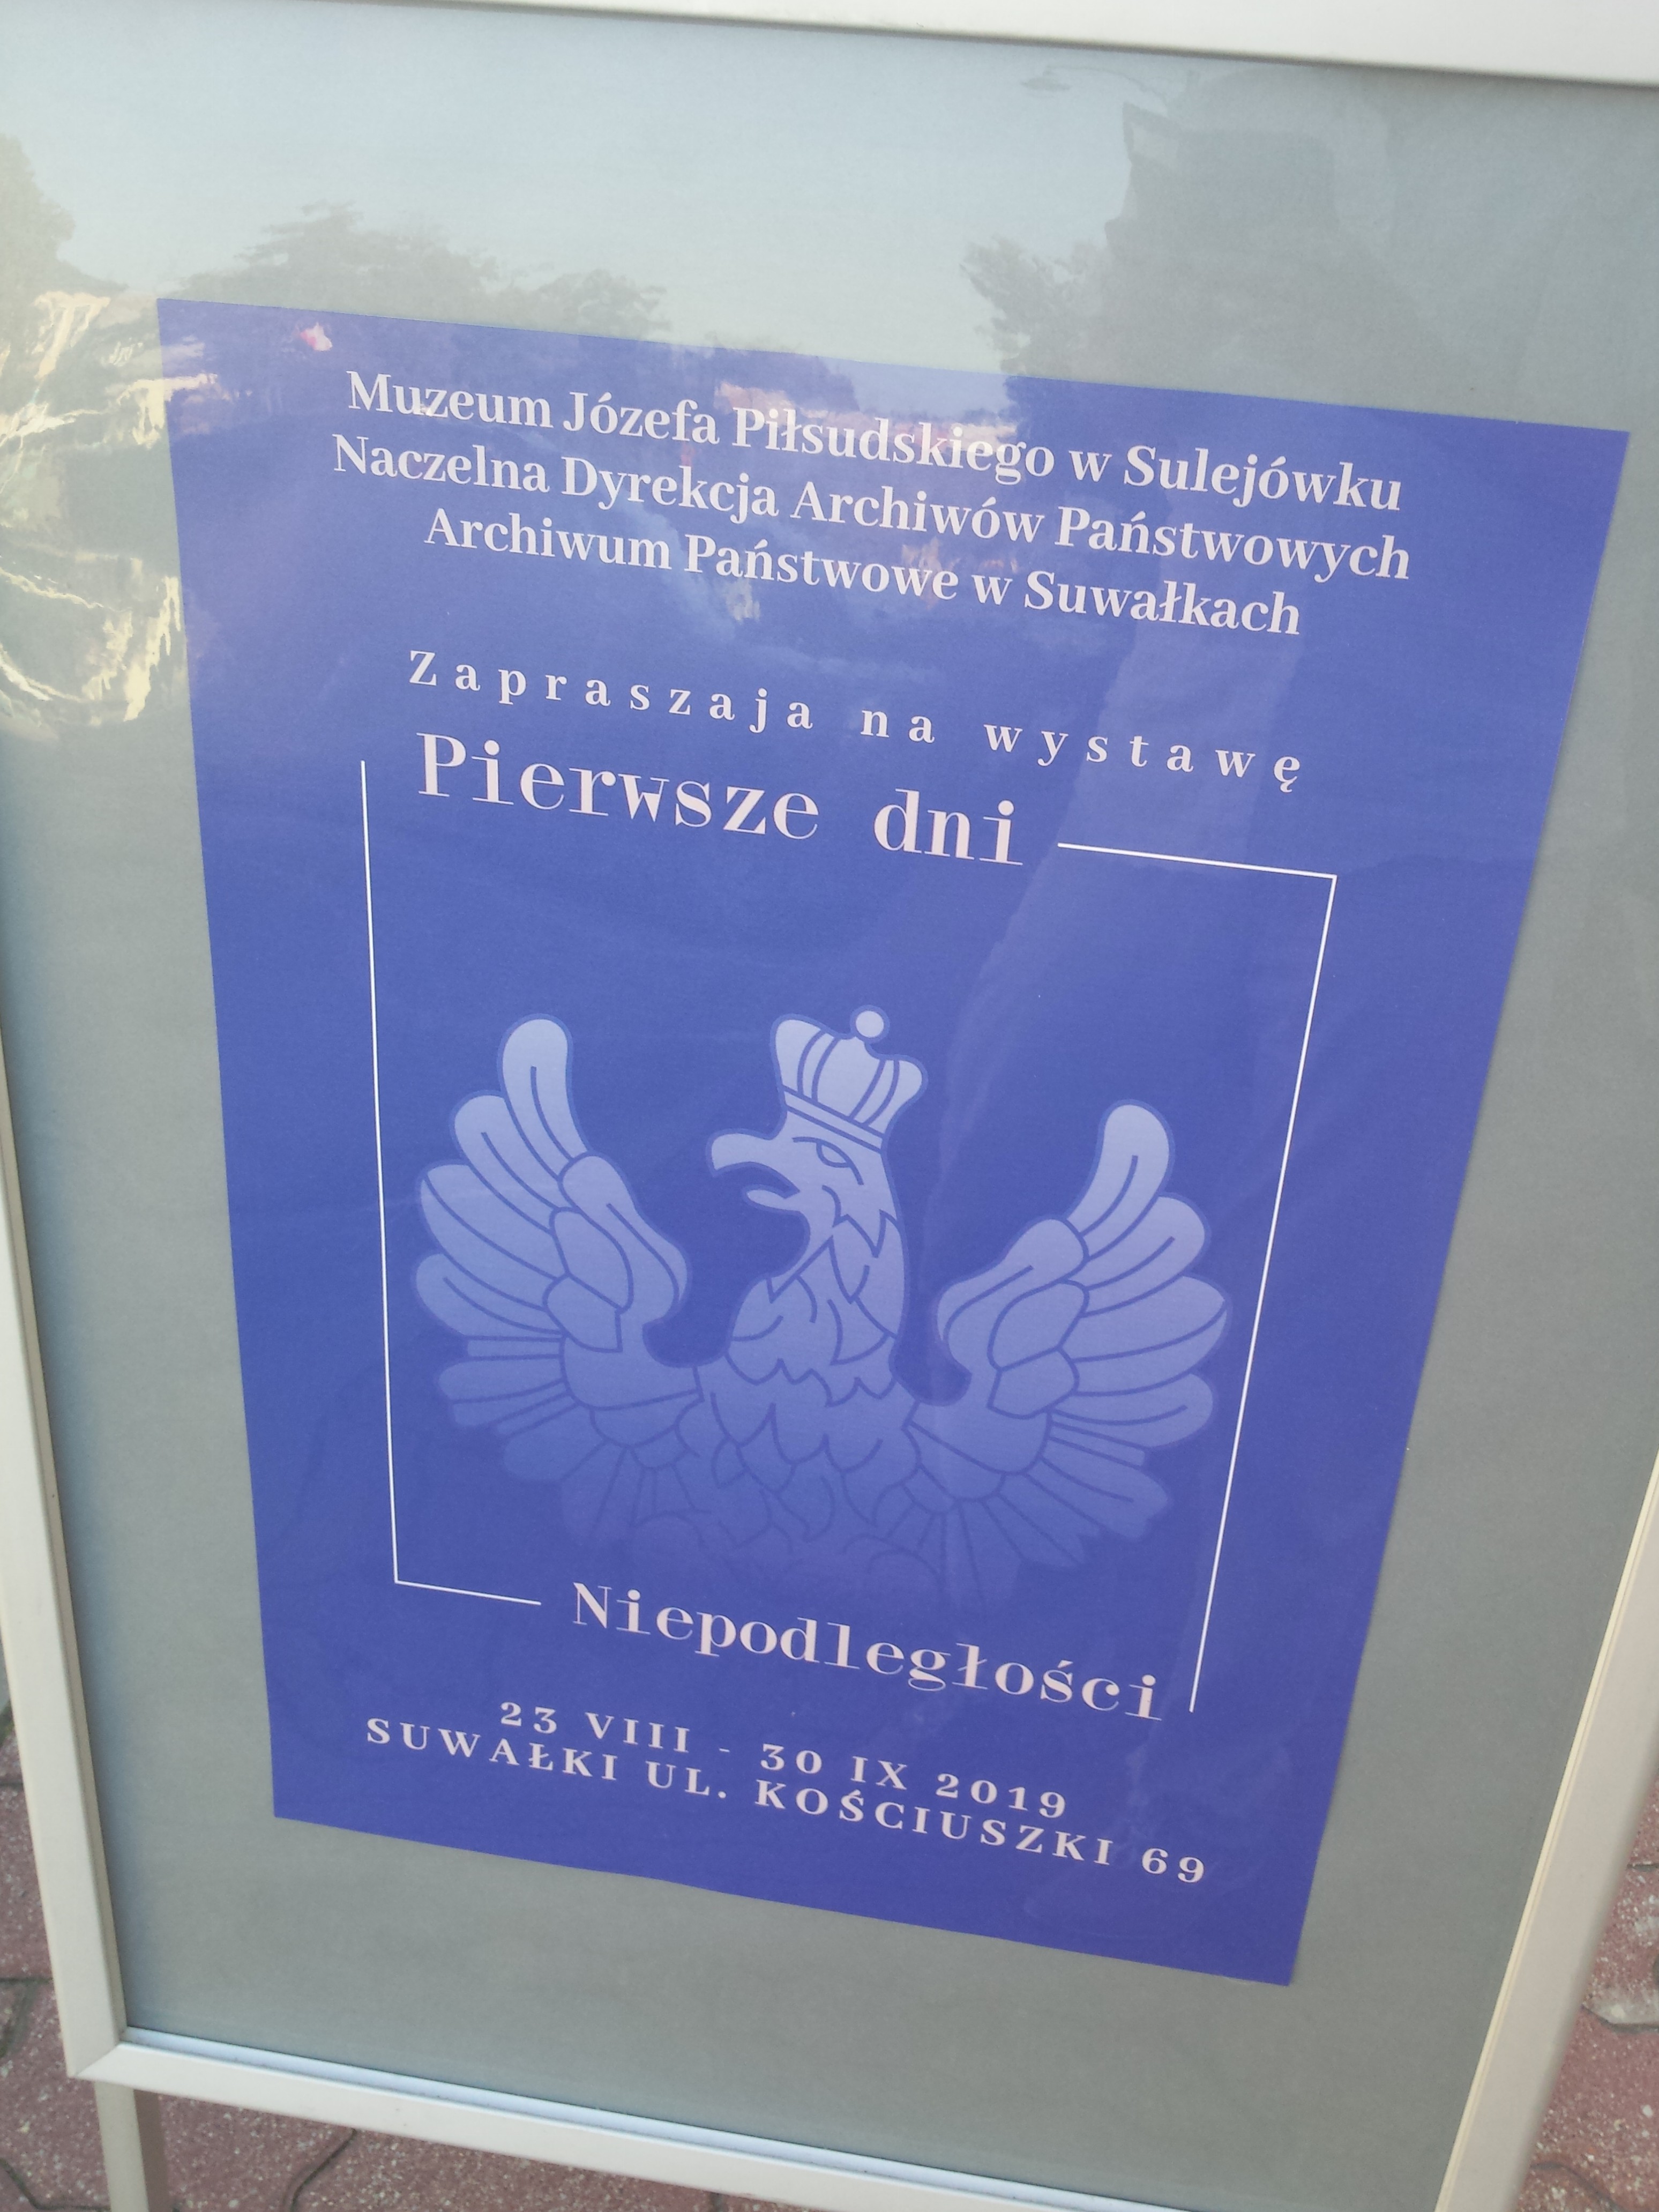 Muzeum Józefa Piłsudskiego w Sulejówku
Naczelna Dyrekcja Archiwów Państwowych
Archiwum Państwowe w Suwałkach
Zapraszaja na wystawę
Pierwsze dni
Niepodległości
23 VIII - 30 IX 2019
SUWAŁKI UL. KOŚCIUSZKI 69